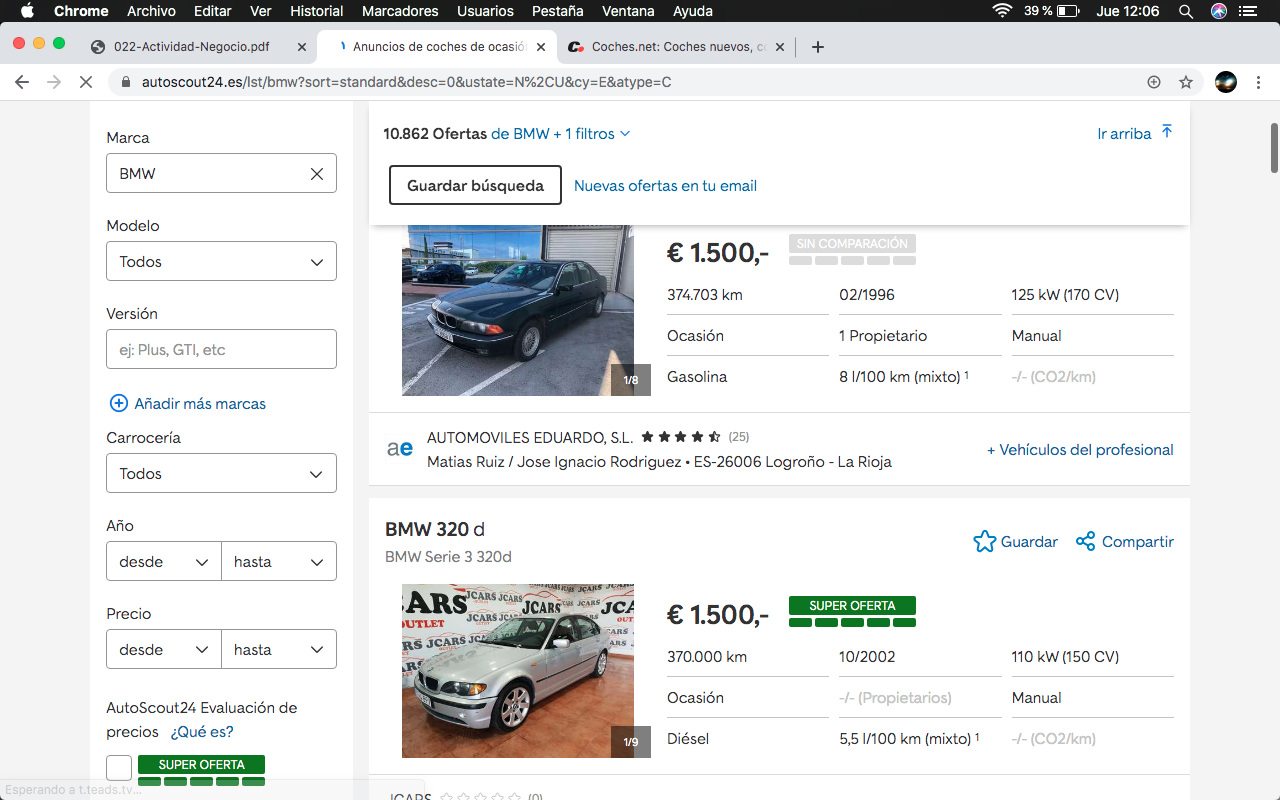 Chrome Archivo Editar Ver Historial Marcadores Usuarios Pestaña Ventana Ayuda 39 % Jue 12:06
022-Actividad-Negocio.pdf Anuncios de coches de ocasión Coches.net: Coches nuevos, co
autoscout24.es/lst/bmw?sort=standard&desc=0&ustate=N%2CU&cy=E&atype=C
Marca
BMW
Modelo
Todos
Versión
ej: Plus, GTI, etc
Añadir más marcas
Carrocería
Todos
Año
desde hasta
Precio
desde hasta
AutoScout24 Evaluación de
precios ¿Qué es?
SUPER OFERTA
Esperando a t.teads.tv...
10.862 Ofertas de BMW + 1 filtros Ir arriba
Guardar búsqueda Nuevas ofertas en tu email
€ 1.500,- SIN COMPARACIÓN
374.703 km 02/1996 125 kW (170 CV)
Ocasión 1 Propietario Manual
Gasolina 8 l/100 km (mixto) ¹ -/- (CO2/km)
1/8
ae AUTOMOVILES EDUARDO, S.L. (25)
Matias Ruiz / Jose Ignacio Rodriguez • ES-26006 Logroño - La Rioja
+ Vehículos del profesional
BMW 320 d
BMW Serie 3 320d
Guardar Compartir
JCARS OUTLET
€ 1.500,- SUPER OFERTA
370.000 km 10/2002 110 kW (150 CV)
Ocasión -/- (Propietarios) Manual
Diésel 5,5 l/100 km (mixto) ¹ -/- (CO2/km)
1/9
JCARS (0)